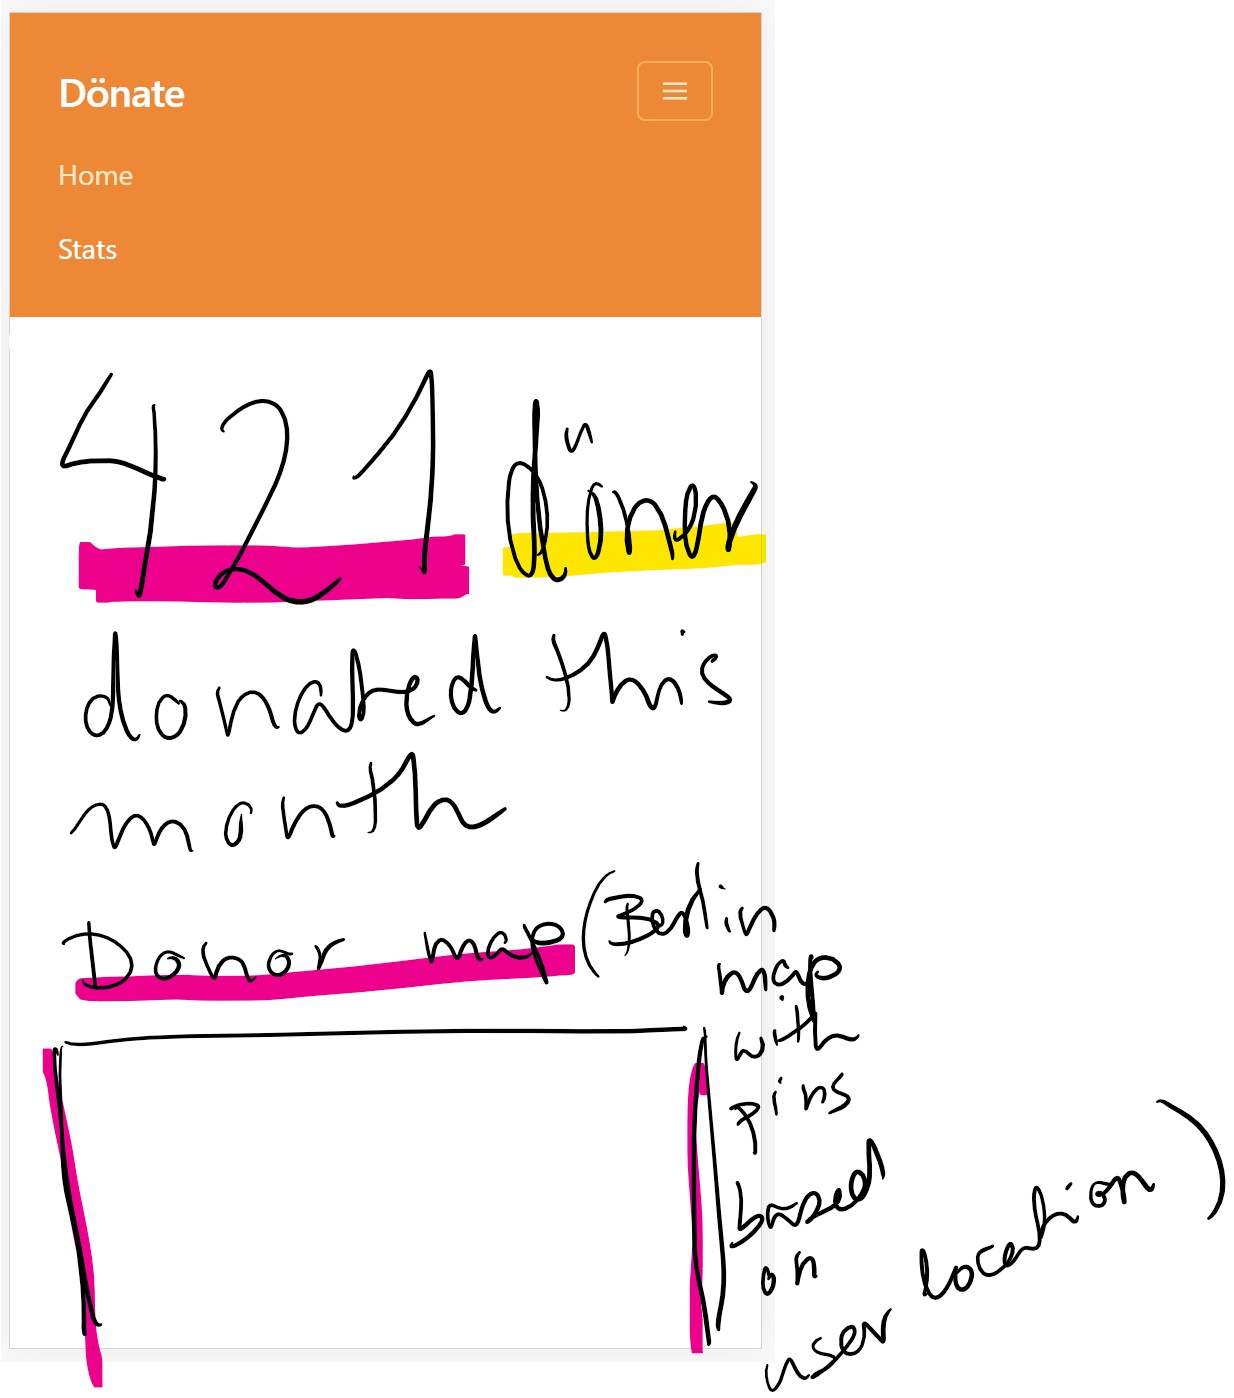 Dönate
Home
Stats
421 döner
donated this
month
Donor map (Berlin
map
with
pins
based
on
user location)